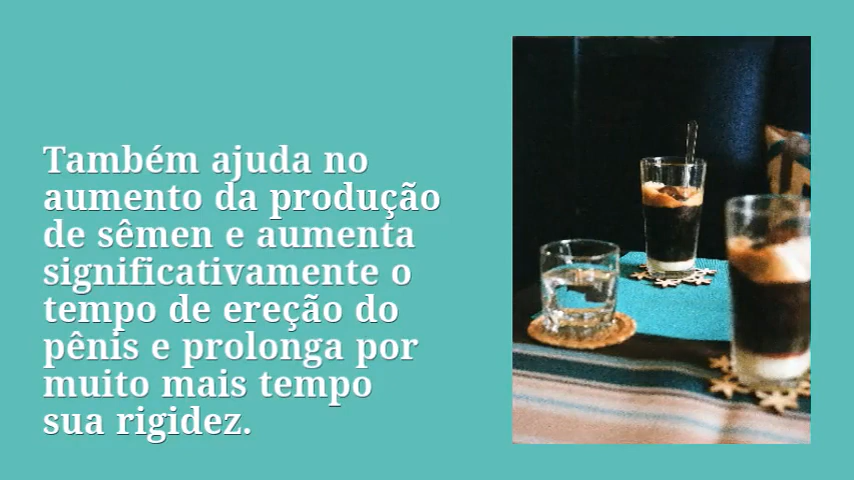 Também ajuda no
aumento da produção
de sêmen e aumenta
significativamente o
tempo de ereção do
pênis e prolonga por
muito mais tempo
sua rigidez.